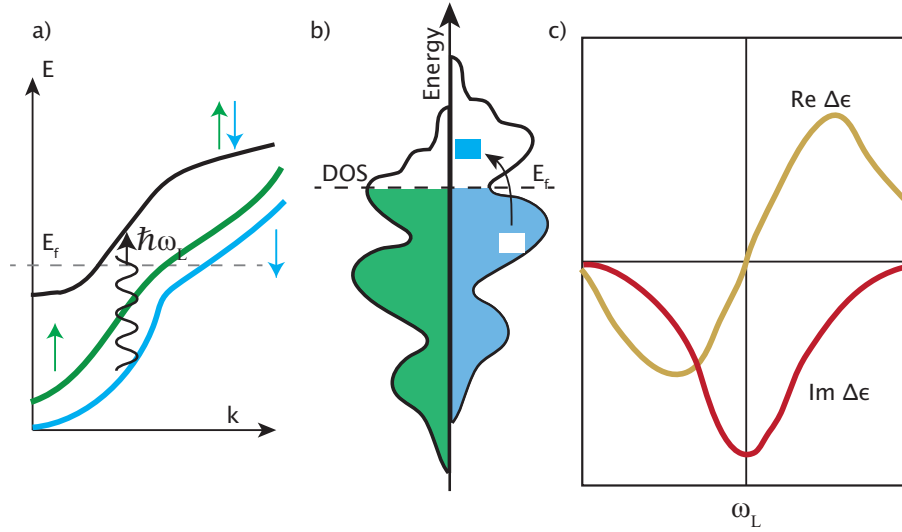 a)
E
E_f
ħω_L
k
b)
Energy
DOS
E_f
c)
Re Δϵ
Im Δϵ
ω_L